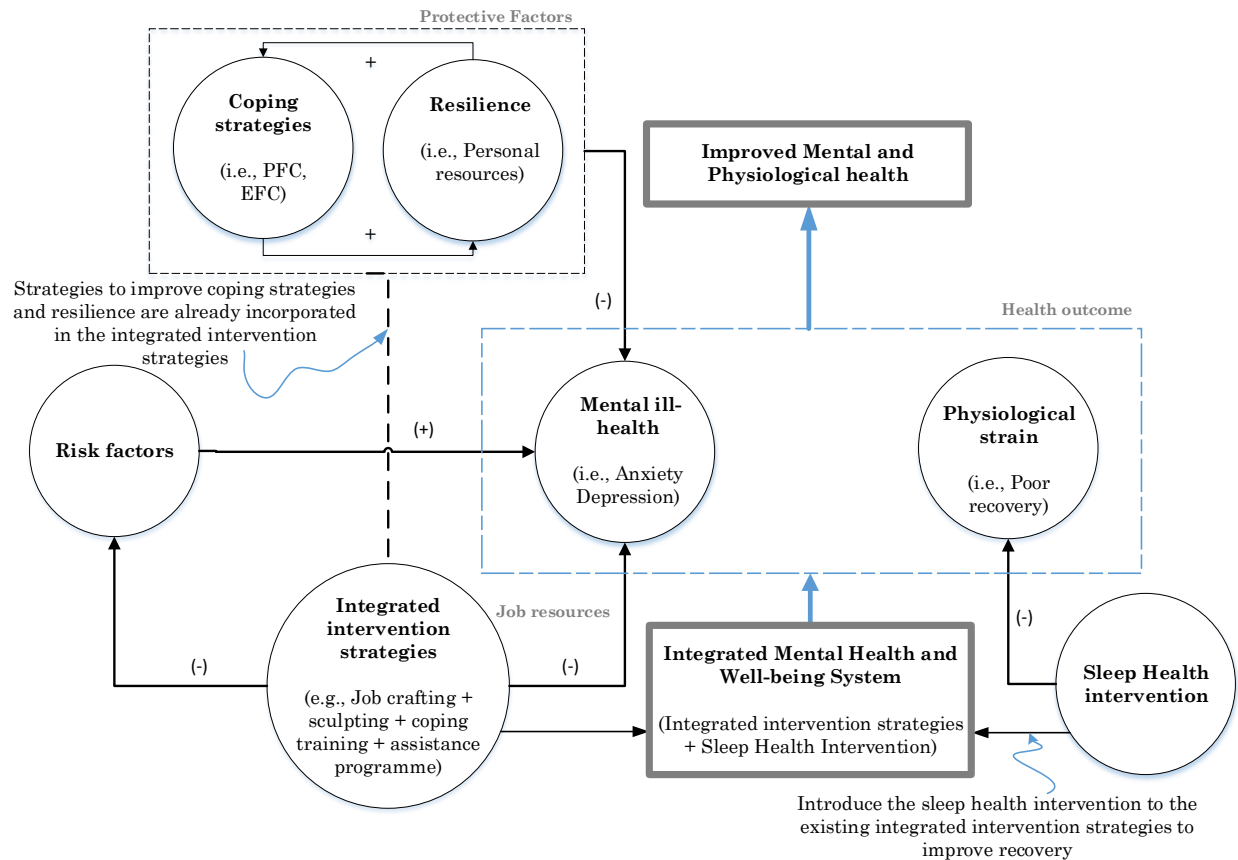 Protective Factors
+
Coping
strategies
(i.e., PFC,
EFC)
Resilience
(i.e., Personal
resources)
+
Improved Mental and
Physiological health
Strategies to improve coping strategies
and resilience are already incorporated
in the integrated intervention
strategies
(-)
Health outcome
Risk factors
(+)
Mental ill-
health
(i.e., Anxiety
Depression)
Physiological
strain
(i.e., Poor
recovery)
Job resources
(-)
Integrated
intervention
strategies
(e.g., Job crafting +
sculpting + coping
training + assistance
programme)
(-)
Integrated Mental Health and
Well-being System
(Integrated intervention strategies
+ Sleep Health Intervention)
(-)
Sleep Health
intervention
Introduce the sleep health intervention to the
existing integrated intervention strategies to
improve recovery